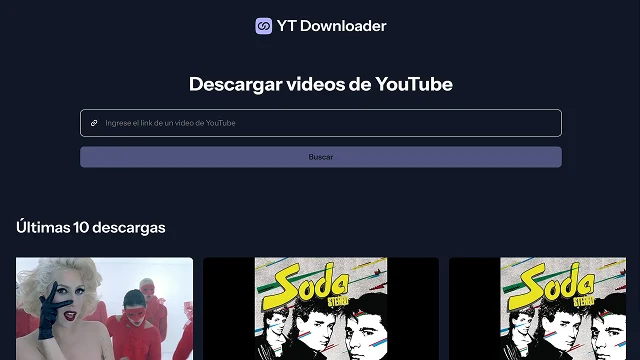 YT Downloader
Descargar videos de YouTube
Ingrese el link de un video de YouTube
Buscar
Últimas 10 descargas
Soda
STEREO
Soda
STEREO